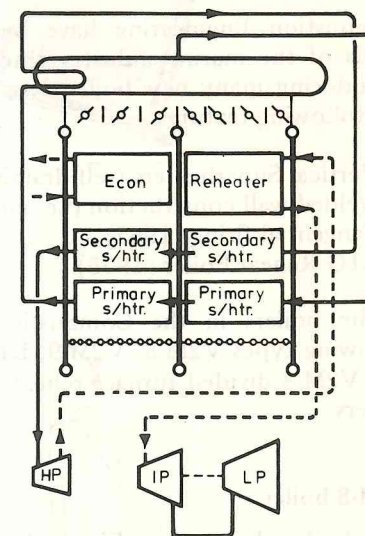 Econ
Reheater
Secondary
s/htr.
Secondary
s/htr.
Primary
s/htr.
Primary
s/htr.
HP
IP
LP